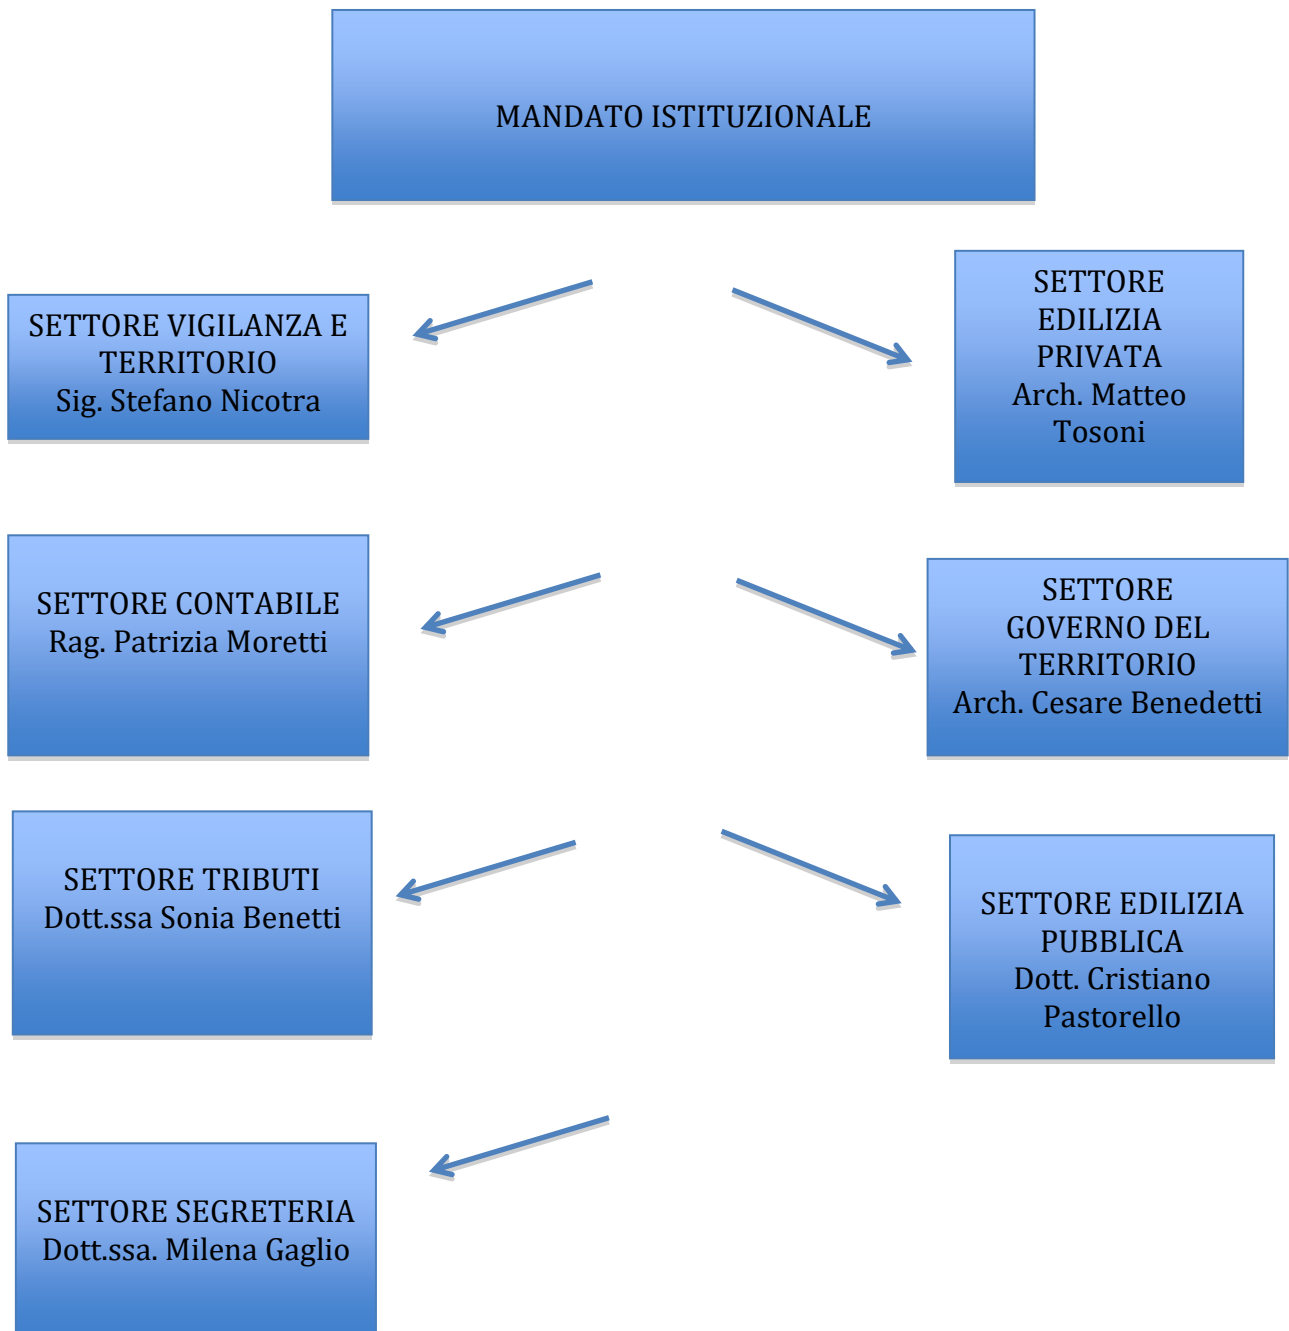 MANDATO ISTITUZIONALE
SETTORE VIGILANZA E
TERRITORIO
Sig. Stefano Nicotra
SETTORE
EDILIZIA
PRIVATA
Arch. Matteo
Tosoni
SETTORE CONTABILE
Rag. Patrizia Moretti
SETTORE
GOVERNO DEL
TERRITORIO
Arch. Cesare Benedetti
SETTORE TRIBUTI
Dott.ssa Sonia Benetti
SETTORE EDILIZIA
PUBBLICA
Dott. Cristiano
Pastorello
SETTORE SEGRETERIA
Dott.ssa. Milena Gaglio